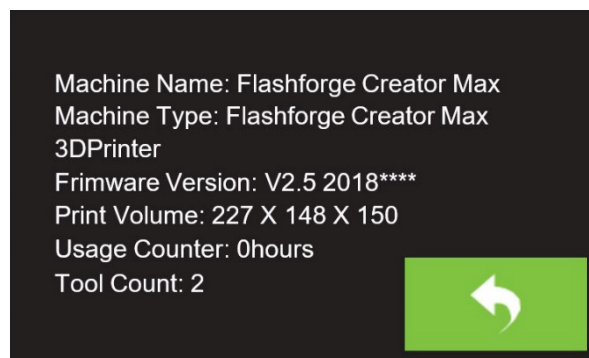 Machine Name: Flashforge Creator Max
Machine Type: Flashforge Creator Max
3DPrinter
Frimware Version: V2.5 2018****
Print Volume: 227 X 148 X 150
Usage Counter: 0hours
Tool Count: 2